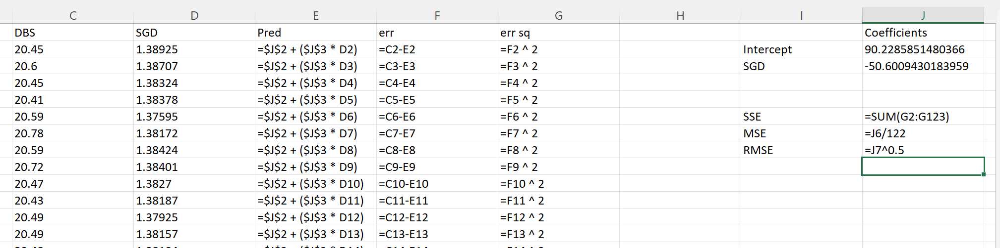 C D E F G H I J
DBS SGD Pred err err sq Coefficients
20.45 1.38925 =$J$2 + ($J$3 * D2) =C2-E2 =F2 ^ 2 Intercept 90.2285851480366
20.6 1.38707 =$J$2 + ($J$3 * D3) =C3-E3 =F3 ^ 2 SGD -50.6009430183959
20.45 1.38324 =$J$2 + ($J$3 * D4) =C4-E4 =F4 ^ 2
20.41 1.38378 =$J$2 + ($J$3 * D5) =C5-E5 =F5 ^ 2
20.59 1.37595 =$J$2 + ($J$3 * D6) =C6-E6 =F6 ^ 2 SSE =SUM(G2:G123)
20.78 1.38172 =$J$2 + ($J$3 * D7) =C7-E7 =F7 ^ 2 MSE =J6/122
20.59 1.38424 =$J$2 + ($J$3 * D8) =C8-E8 =F8 ^ 2 RMSE =J7^0.5
20.72 1.38401 =$J$2 + ($J$3 * D9) =C9-E9 =F9 ^ 2
20.47 1.3827 =$J$2 + ($J$3 * D10) =C10-E10 =F10 ^ 2
20.43 1.38187 =$J$2 + ($J$3 * D11) =C11-E11 =F11 ^ 2
20.49 1.37925 =$J$2 + ($J$3 * D12) =C12-E12 =F12 ^ 2
20.49 1.38157 =$J$2 + ($J$3 * D13) =C13-E13 =F13 ^ 2